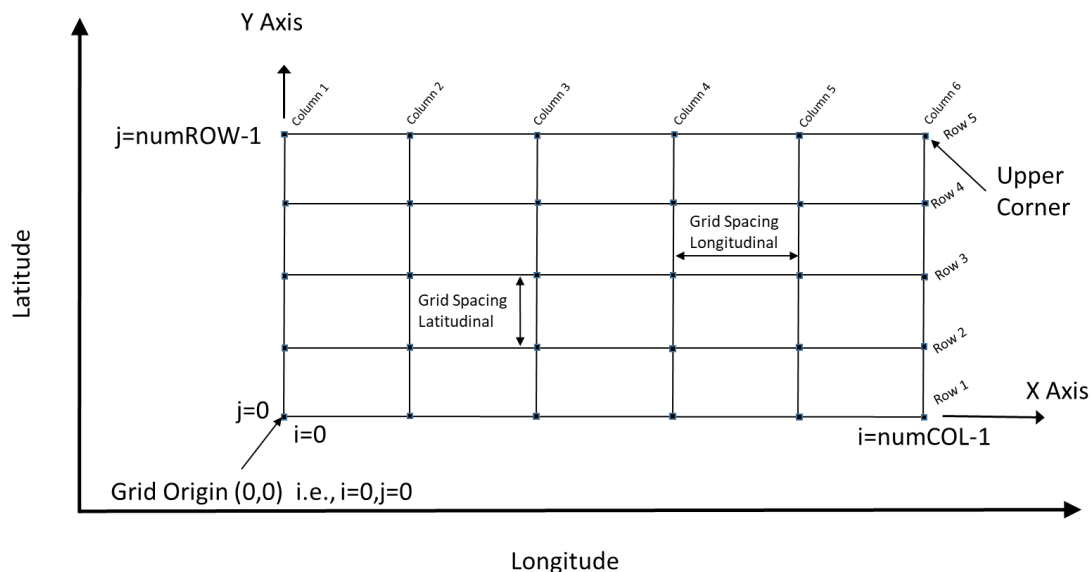 Y Axis
Column 1
Column 2
Column 3
Column 4
Column 5
Column 6
j=numROW-1
Row 5
Upper
Corner
Row 4
Grid Spacing
Longitudinal
Latitude
Row 3
Grid Spacing
Latitudinal
Row 2
Row 1
X Axis
j=0
i=0
i=numCOL-1
Grid Origin (0,0)  i.e., i=0,j=0
Longitude